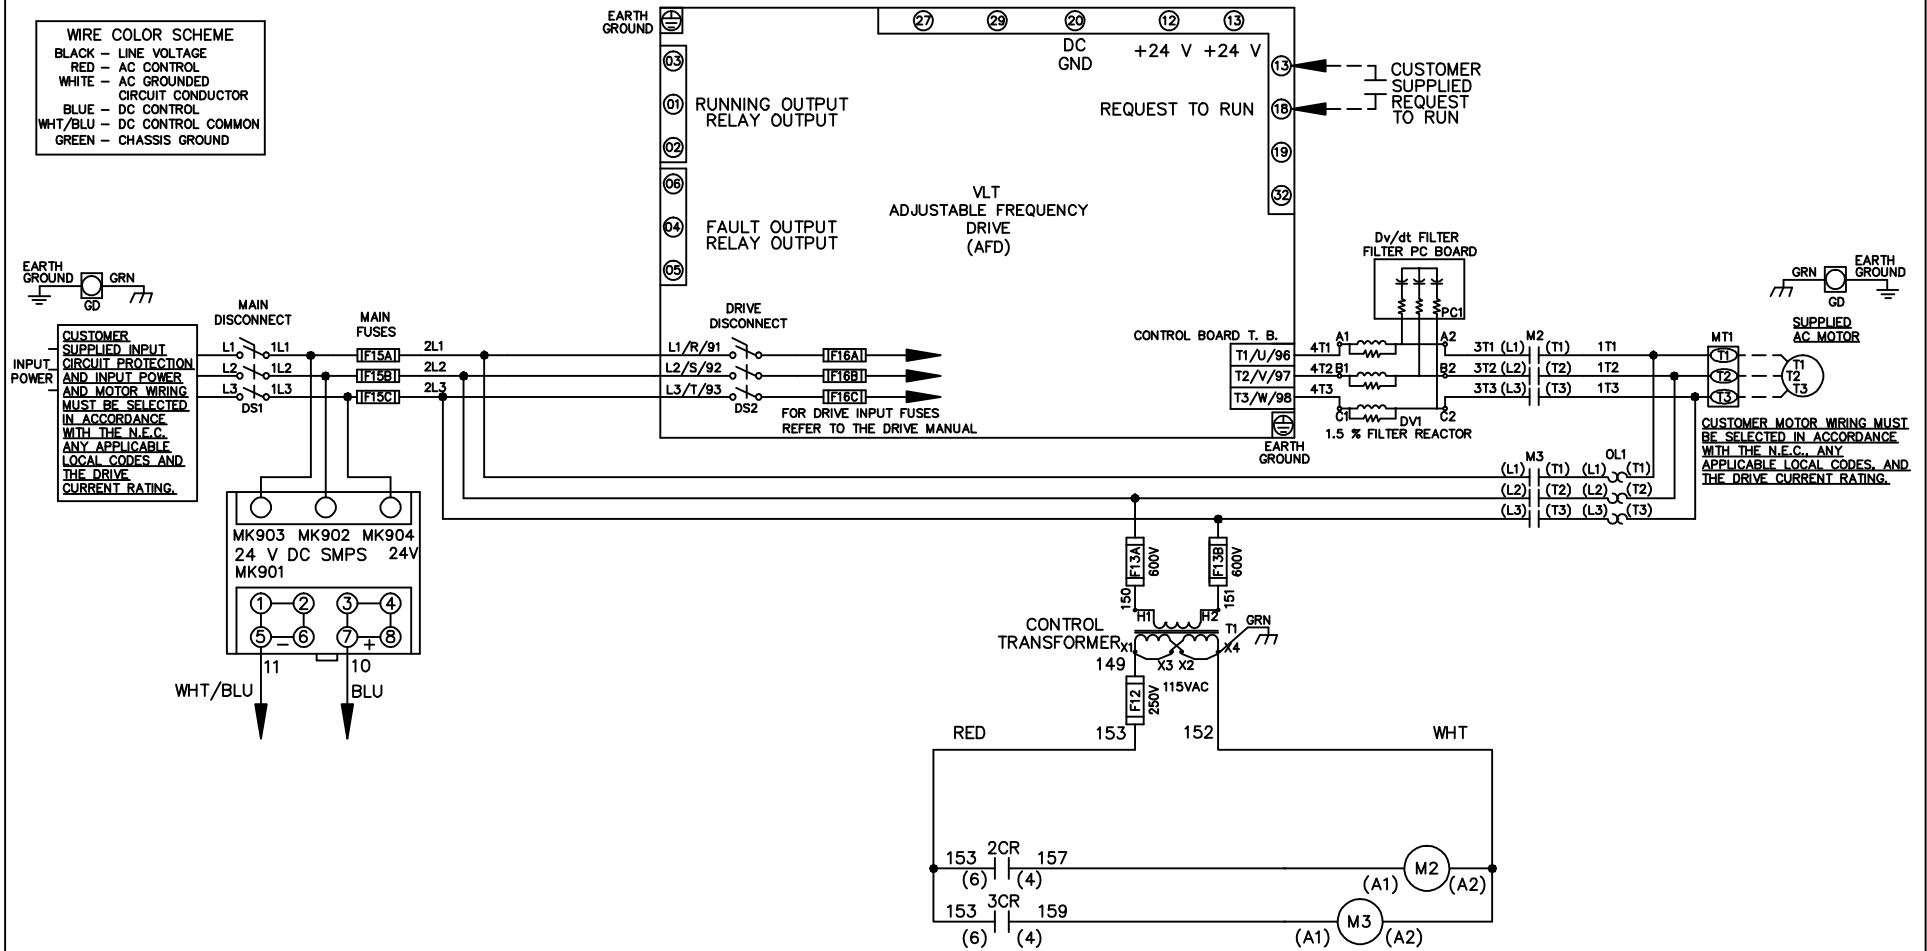 WIRE COLOR SCHEME
BLACK – LINE VOLTAGE
RED – AC CONTROL
WHITE – AC GROUNDED
CIRCUIT CONDUCTOR
BLUE – DC CONTROL
WHT/BLU – DC CONTROL COMMON
GREEN – CHASSIS GROUND
EARTH
GROUND
27
29
20
12
13
DC
GND
+24 V
+24 V
03
01
02
RUNNING OUTPUT
RELAY OUTPUT
06
04
05
FAULT OUTPUT
RELAY OUTPUT
VLT
ADJUSTABLE FREQUENCY
DRIVE
(AFD)
REQUEST TO RUN
13
18
19
32
CUSTOMER
SUPPLIED
REQUEST
TO RUN
EARTH
GROUND
GRN
GD
INPUT
POWER
CUSTOMER
SUPPLIED INPUT
CIRCUIT PROTECTION
AND INPUT POWER
AND MOTOR WIRING
MUST BE SELECTED
IN ACCORDANCE
WITH THE N.E.C.
ANY APPLICABLE
LOCAL CODES AND
THE DRIVE
CURRENT RATING.
MAIN
DISCONNECT
L1
1L1
L2
1L2
L3
1L3
DS1
MAIN
FUSES
F15A
F15B
F15C
2L1
2L2
2L3
L1/R/91
L2/S/92
L3/T/93
DRIVE
DISCONNECT
DS2
F16A
F16B
F16C
FOR DRIVE INPUT FUSES
REFER TO THE DRIVE MANUAL
CONTROL BOARD T. B.
T1/U/96
T2/V/97
T3/W/98
EARTH
GROUND
4T1
4T2
4T3
A1
B1
C1
A2
B2
C2
Dv/dt FILTER
FILTER PC BOARD
PC1
DV1
1.5 % FILTER REACTOR
M2
3T1 (L1) (T1) 1T1
3T2 (L2) (T2) 1T2
3T3 (L3) (T3) 1T3
MT1
T1
T2
T3
T1
T2
T3
GRN
GD
EARTH
GROUND
SUPPLIED
AC MOTOR
CUSTOMER MOTOR WIRING MUST
BE SELECTED IN ACCORDANCE
WITH THE N.E.C., ANY
APPLICABLE LOCAL CODES, AND
THE DRIVE CURRENT RATING.
M3
OL1
(L1) (T1) (L1) (T1)
(L2) (T2) (L2) (T2)
(L3) (T3) (L3) (T3)
MK903 MK902 MK904
24 V DC SMPS 24V
MK901
1 2 3 4
5 – 6 7 + 8
11
10
WHT/BLU
BLU
F13A
600V
F13B
600V
150
151
H1
H2
CONTROL
TRANSFORMER
T1
GRN
X1
X3 X2
X4
149
115VAC
F12
250V
153
152
RED
WHT
153 2CR 157
(6) (4)
M2
(A1) (A2)
153 3CR 159
(6) (4)
M3
(A1) (A2)